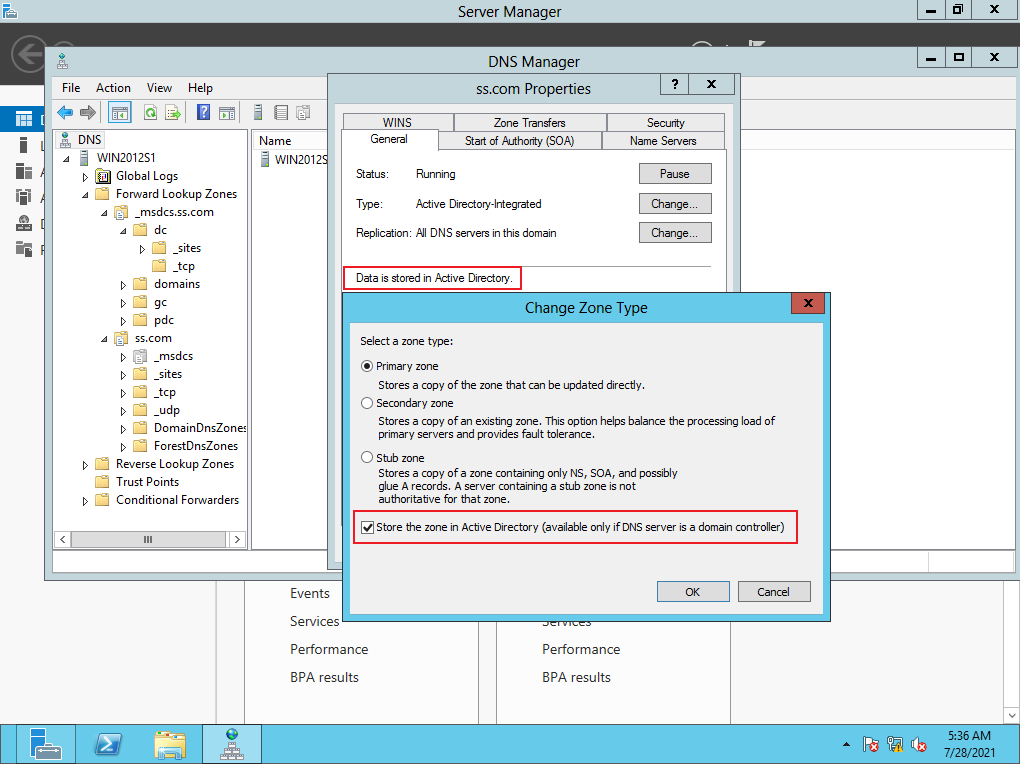 Server Manager
DNS Manager
File Action View Help
ss.com Properties
?
WINS Zone Transfers Security
General Start of Authority (SOA) Name Servers
DNS
WIN2012S1
Global Logs
Forward Lookup Zones
_msdcs.ss.com
dc
_sites
_tcp
domains
gc
pdc
ss.com
_msdcs
_sites
_tcp
_udp
DomainDnsZones
ForestDnsZones
Reverse Lookup Zones
Trust Points
Conditional Forwarders
Name
WIN2012S
Status: Running Pause
Type: Active Directory-Integrated Change...
Replication: All DNS servers in this domain Change...
Data is stored in Active Directory.
Change Zone Type
Select a zone type:
Primary zone
Stores a copy of the zone that can be updated directly.
Secondary zone
Stores a copy of an existing zone. This option helps balance the processing load of
primary servers and provides fault tolerance.
Stub zone
Stores a copy of a zone containing only NS, SOA, and possibly
glue A records. A server containing a stub zone is not
authoritative for that zone.
Store the zone in Active Directory (available only if DNS server is a domain controller)
OK Cancel
Events
Services
Performance
BPA results
Services
Performance
BPA results
5:36 AM
7/28/2021